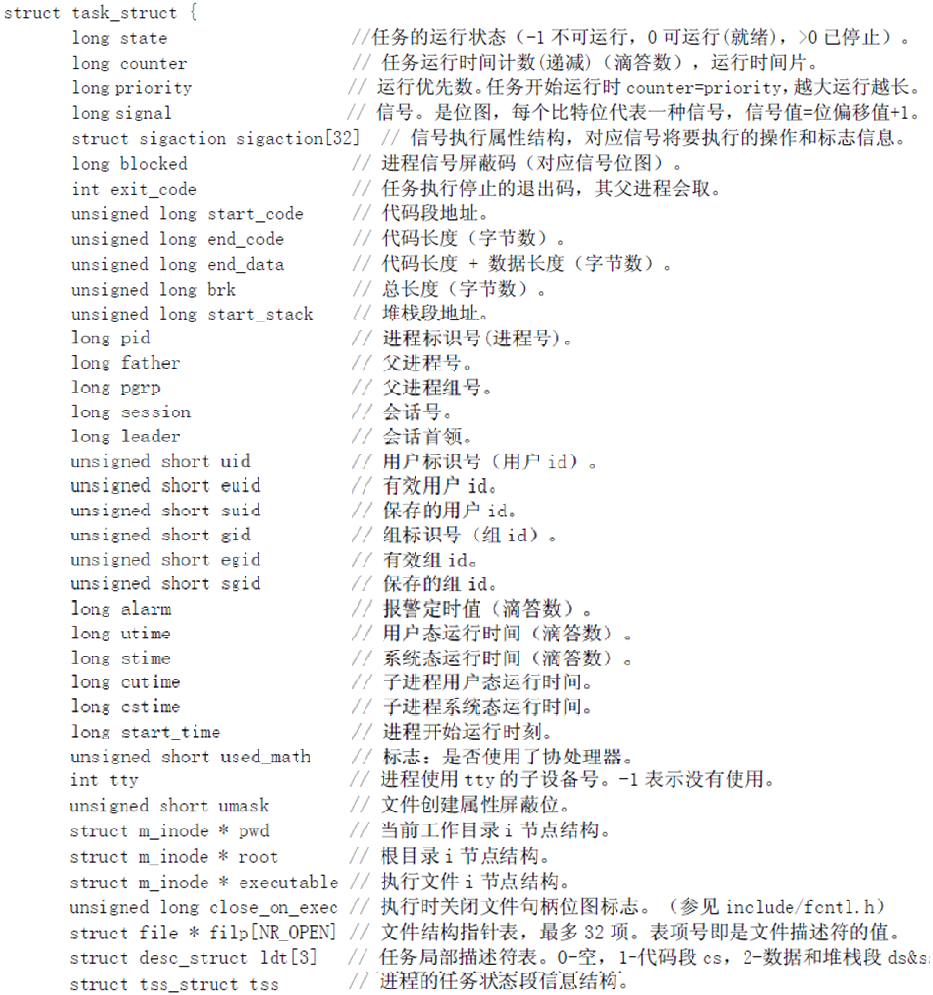 struct task_struct {
long state //任务的运行状态（-1 不可运行，0 可运行(就绪)，>0 已停止）。
long counter // 任务运行时间计数(递减)（滴答数），运行时间片。
long priority // 运行优先数。任务开始运行时 counter=priority，越大运行越长。
long signal // 信号。是位图，每个比特位代表一种信号，信号值=位偏移值+1。
struct sigaction sigaction[32] // 信号执行属性结构，对应信号将要执行的操作和标志信息。
long blocked // 进程信号屏蔽码（对应信号位图）。
int exit_code // 任务执行停止的退出码，其父进程会取。
unsigned long start_code // 代码段地址。
unsigned long end_code // 代码长度（字节数）。
unsigned long end_data // 代码长度 + 数据长度（字节数）。
unsigned long brk // 总长度（字节数）。
unsigned long start_stack // 堆栈段地址。
long pid // 进程标识号(进程号)。
long father // 父进程号。
long pgrp // 父进程组号。
long session // 会话号。
long leader // 会话首领。
unsigned short uid // 用户标识号（用户 id）。
unsigned short euid // 有效用户 id。
unsigned short suid // 保存的用户 id。
unsigned short gid // 组标识号（组 id）。
unsigned short egid // 有效组 id。
unsigned short sgid // 保存的组 id。
long alarm // 报警定时值（滴答数）。
long utime // 用户态运行时间（滴答数）。
long stime // 系统态运行时间（滴答数）。
long cutime // 子进程用户态运行时间。
long cstime // 子进程系统态运行时间。
long start_time // 进程开始运行时刻。
unsigned short used_math // 标志：是否使用了协处理器。
int tty // 进程使用 tty 的子设备号。-1 表示没有使用。
unsigned short umask // 文件创建属性屏蔽位。
struct m_inode * pwd // 当前工作目录 i 节点结构。
struct m_inode * root // 根目录 i 节点结构。
struct m_inode * executable // 执行文件 i 节点结构。
unsigned long close_on_exec // 执行时关闭文件句柄位图标志。（参见 include/fcntl.h）
struct file * filp[NR_OPEN] // 文件结构指针表，最多 32 项。表项号即是文件描述符的值。
struct desc_struct ldt[3] // 任务局部描述符表。0-空，1-代码段 cs，2-数据和堆栈段 ds&s
struct tss_struct tss // 进程的任务状态段信息结构。